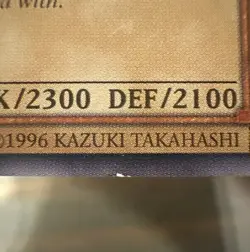 with.
K/2300 DEF/2100
©1996 KAZUKI TAKAHASHI